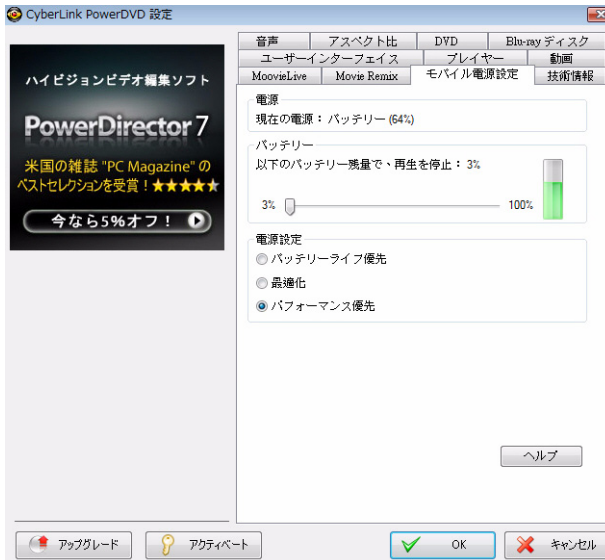 CyberLink PowerDVD 設定
ハイビジョンビデオ編集ソフト
PowerDirector 7
米国の雑誌 "PC Magazine" の
ベストセレクションを受賞！★★★★★
今なら5%オフ！
音声 アスペクト比 DVD Blu-ray ディスク
ユーザーインターフェイス プレイヤー 動画
MoovieLive Movie Remix モバイル電源設定 技術情報
電源
現在の電源： バッテリー (64%)
バッテリー
以下のバッテリー残量で、再生を停止： 3%
3% 100%
電源設定
バッテリーライフ優先
最適化
パフォーマンス優先
ヘルプ
アップグレード アクティベート OK キャンセル